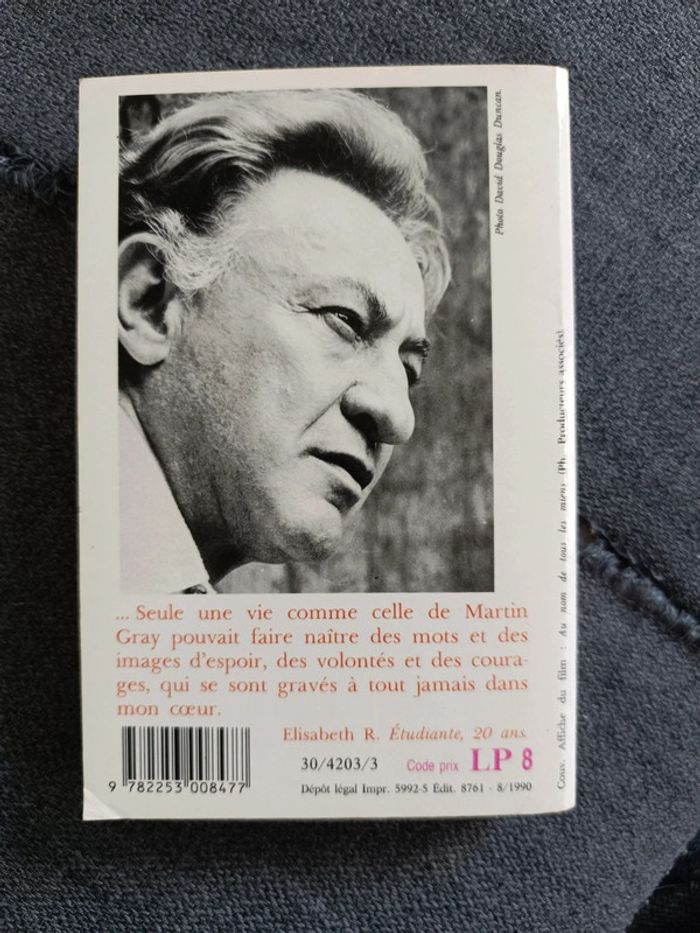 Photo David Douglas Duncan.
Couv. Affiche du film : Au nom de tous les miens (Ph. Producteurs-associés).
... Seule une vie comme celle de Martin
Gray pouvait faire naître des mots et des
images d'espoir, des volontés et des coura-
ges, qui se sont gravés à tout jamais dans
mon cœur.
Elisabeth R. Étudiante, 20 ans.
30/4203/3 Code prix LP 8
9 782253 008477
Dépôt légal Impr. 5992-5 Édit. 8761 - 8/1990